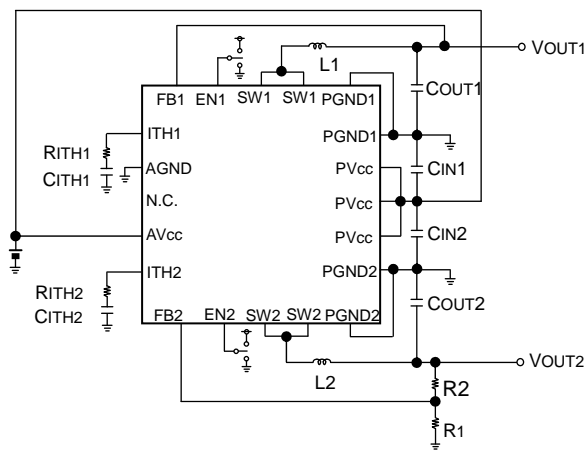 VOUT1
L1
FB1 EN1 SW1 SW1 PGND1
COUT1
ITH1
PGND1
RITH1
CITH1
AGND
PVcc
CIN1
N.C.
PVcc
AVcc
PVcc
CIN2
ITH2
PGND2
RITH2
CITH2
COUT2
FB2 EN2 SW2 SW2 PGND2
VOUT2
L2
R2
R1